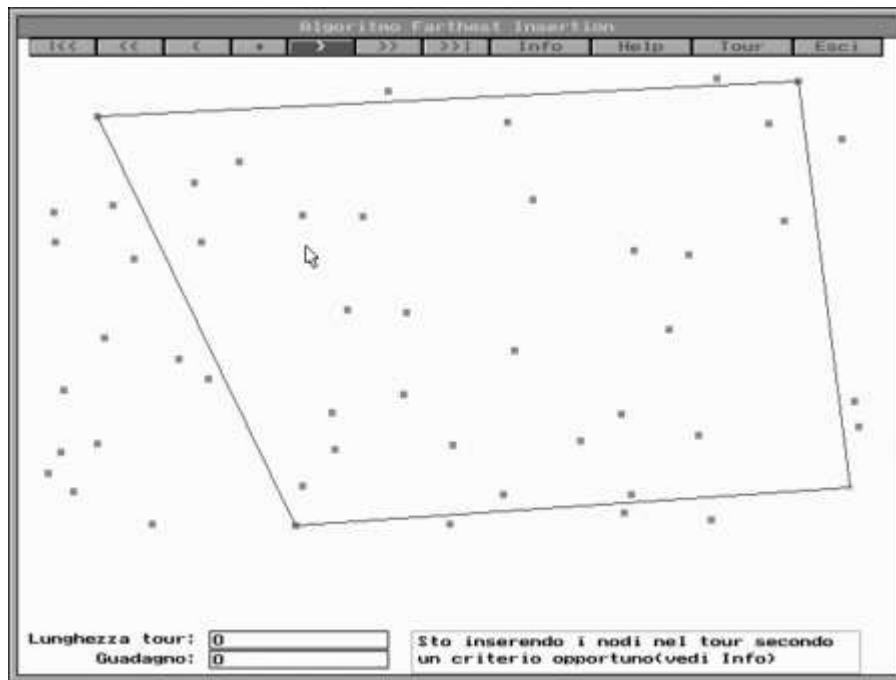 Algoritmo Farthest Insertion
|<< << < * > >> >>| Info Help Tour Esci
Lunghezza tour: 0
Guadagno: 0
Sto inserendo i nodi nel tour secondo
un criterio opportuno(vedi Info)